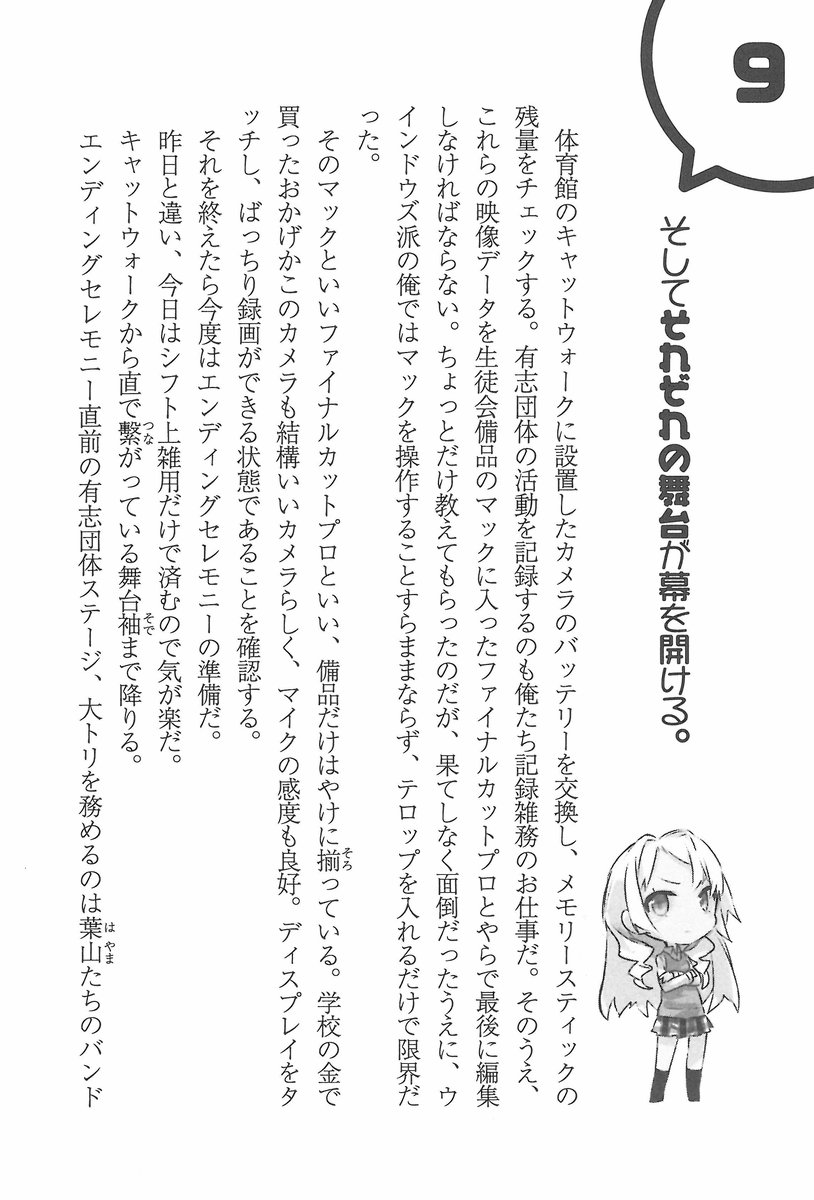 9
そしてそれぞれの舞台が幕を開ける。
体育館のキャットウォークに設置したカメラのバッテリーを交換し、メモリースティックの
残量をチェックする。有志団体の活動を記録するのも俺たち記録雑務のお仕事だ。そのうえ、
これらの映像データを生徒会備品のマックに入ったファイナルカットプロとやらで最後に編集
しなければならない。ちょっとだけ教えてもらったのだが、果てしなく面倒だったうえに、ウ
インドウズ派の俺ではマックを操作することすらままならず、テロップを入れるだけで限界だ
った。
そのマックといいファイナルカットプロといい、備品だけはやけに揃っている。学校の金で
買ったおかげかこのカメラも結構いいカメラらしく、マイクの感度も良好。ディスプレイをタ
ッチし、ばっちり録画ができる状態であることを確認する。
それを終えたら今度はエンディングセレモニーの準備だ。
昨日と違い、今日はシフト上雑用だけで済むので気が楽だ。
キャットウォークから直で繫がっている舞台袖まで降りる。
エンディングセレモニー直前の有志団体ステージ、大トリを務めるのは葉山たちのバンド